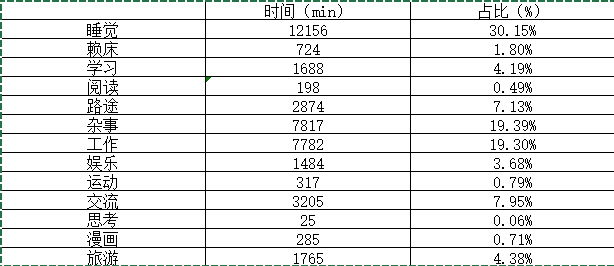 时间（min） 占比（%）
睡觉 12156 30.15%
赖床 724 1.80%
学习 1688 4.19%
阅读 198 0.49%
路途 2874 7.13%
杂事 7817 19.39%
工作 7782 19.30%
娱乐 1484 3.68%
运动 317 0.79%
交流 3205 7.95%
思考 25 0.06%
漫画 285 0.71%
旅游 1765 4.38%